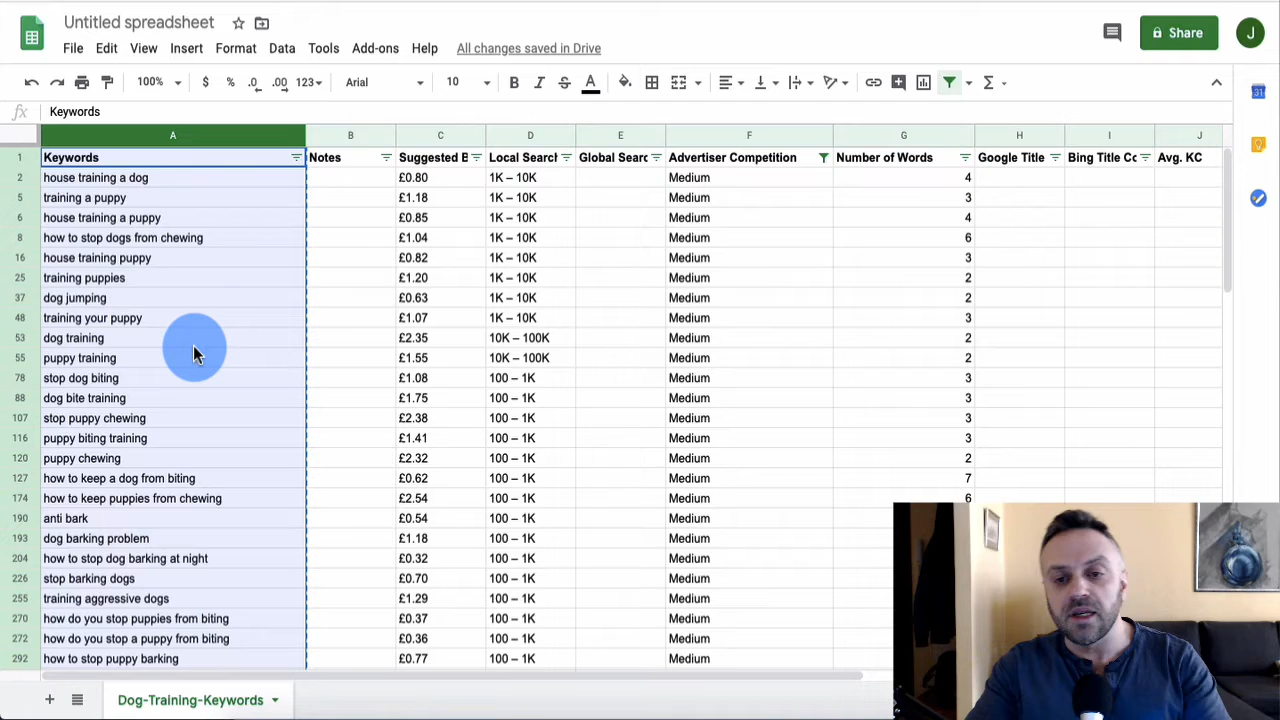 Untitled spreadsheet
File Edit View Insert Format Data Tools Add-ons Help All changes saved in Drive
Share J
100% $ % .0 .00 123 Arial 10 B I S A Σ
fx Keywords
31
A B C D E F G H I J
1 Keywords Notes Suggested B Local Search Global Searc Advertiser Competition Number of Words Google Title Bing Title Co Avg. KC
2 house training a dog £0.80 1K – 10K Medium 4
5 training a puppy £1.18 1K – 10K Medium 3
6 house training a puppy £0.85 1K – 10K Medium 4
8 how to stop dogs from chewing £1.04 1K – 10K Medium 6
16 house training puppy £0.82 1K – 10K Medium 3
25 training puppies £1.20 1K – 10K Medium 2
37 dog jumping £0.63 1K – 10K Medium 2
48 training your puppy £1.07 1K – 10K Medium 3
53 dog training £2.35 10K – 100K Medium 2
55 puppy training £1.55 10K – 100K Medium 2
78 stop dog biting £1.08 100 – 1K Medium 3
88 dog bite training £1.75 100 – 1K Medium 3
107 stop puppy chewing £2.38 100 – 1K Medium 3
116 puppy biting training £1.41 100 – 1K Medium 3
120 puppy chewing £2.32 100 – 1K Medium 2
127 how to keep a dog from biting £0.62 100 – 1K Medium 7
174 how to keep puppies from chewing £2.54 100 – 1K Medium 6
190 anti bark £0.54 100 – 1K Medium
193 dog barking problem £1.18 100 – 1K Medium
204 how to stop dog barking at night £0.32 100 – 1K Medium
226 stop barking dogs £0.70 100 – 1K Medium
255 training aggressive dogs £1.29 100 – 1K Medium
270 how do you stop puppies from biting £0.37 100 – 1K Medium
272 how do you stop a puppy from biting £0.36 100 – 1K Medium
292 how to stop puppy barking £0.77 100 – 1K Medium
Dog-Training-Keywords